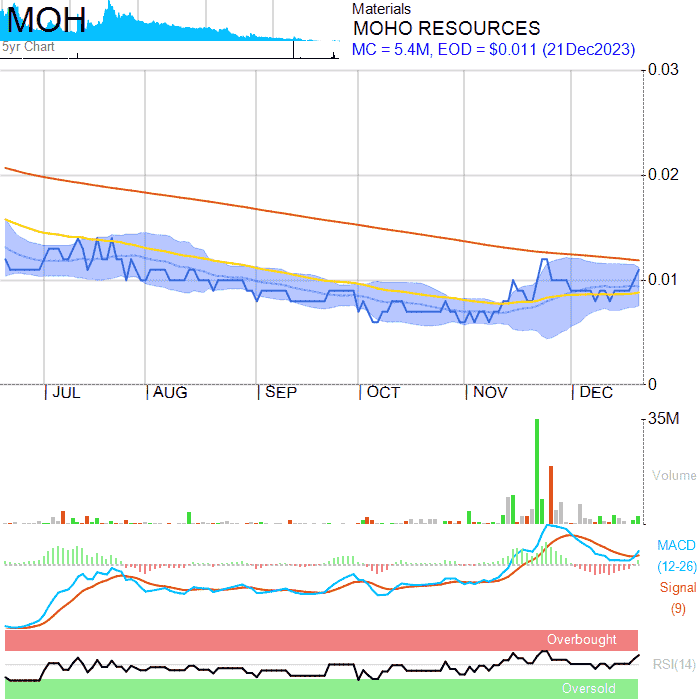 MOH
5yr Chart
Materials
MOHO RESOURCES
MC = 5.4M, EOD = $0.011 (21Dec2023)
0.03
0.02
0.01
0
JUL AUG SEP OCT NOV DEC
35M
Volume
MACD
(12-26)
Signal
(9)
Overbought
RSI(14)
Oversold